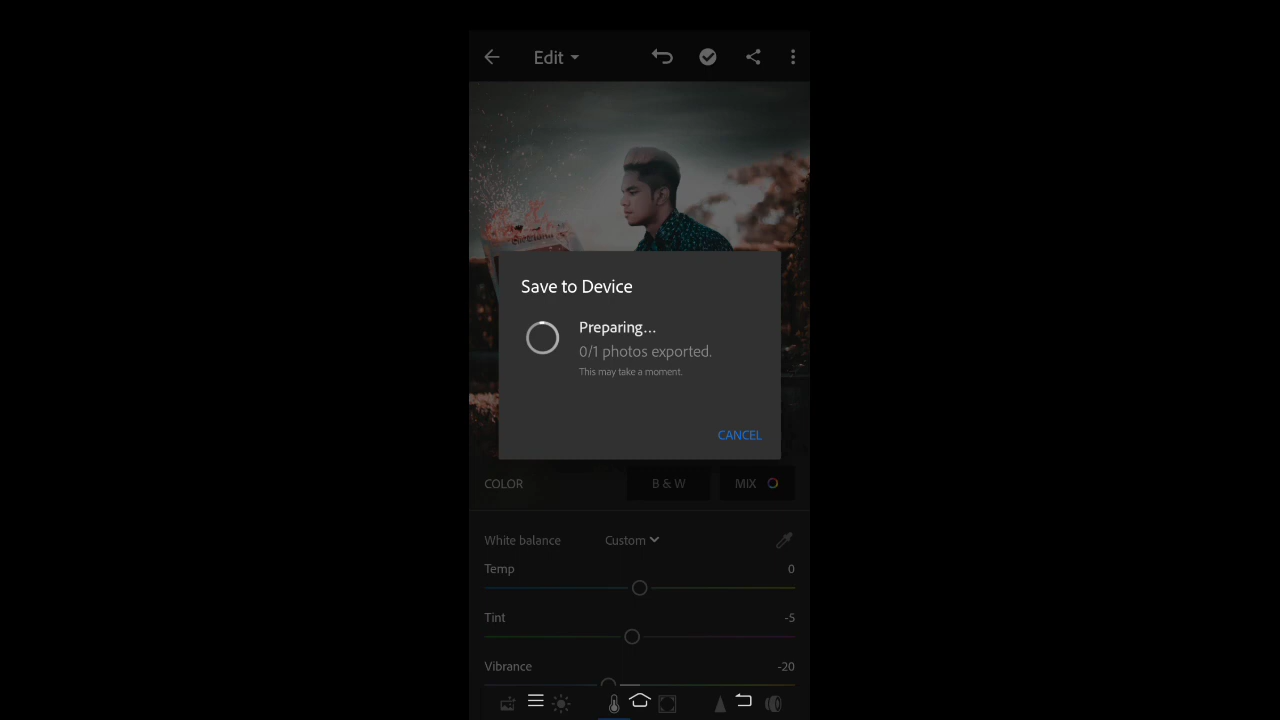 Edit
Save to Device
Preparing...
0/1 photos exported.
This may take a moment.
CANCEL
COLOR
B & W
MIX
White balance
Custom
Temp
0
Tint
-5
Vibrance
-20